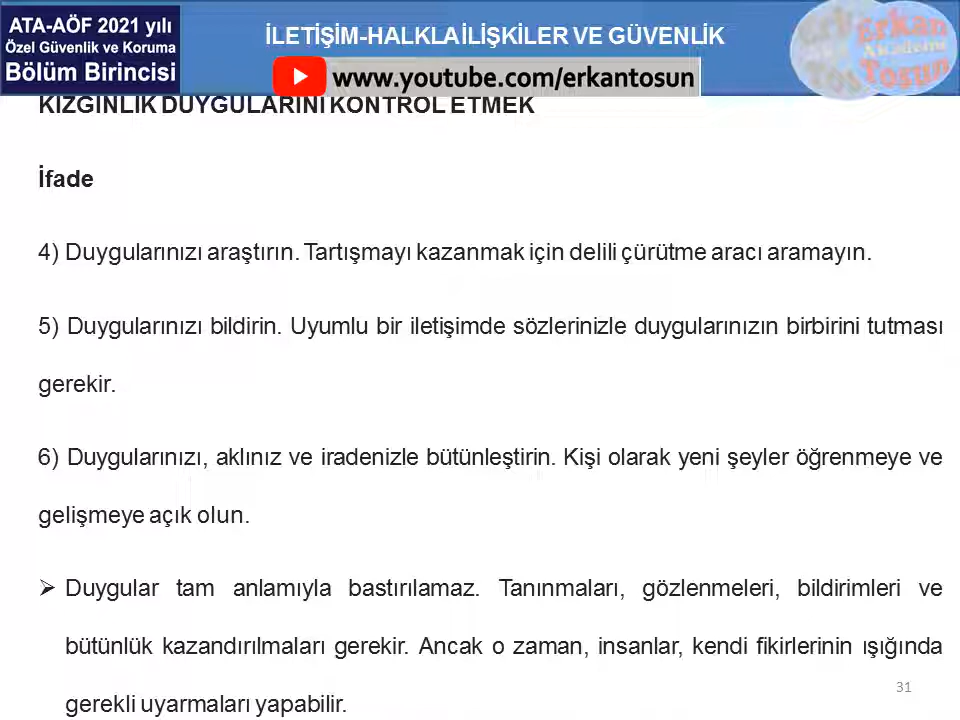 ATA-AÖF 2021 yılı
Özel Güvenlik ve Koruma
Bölüm Birincisi
İLETİŞİM-HALKLA İLİŞKİLER VE GÜVENLİK
www.youtube.com/erkantosun
Erkan
Akademi
Tosun
KIZGINLIK DUYGULARINI KONTROL ETMEK
İfade
4) Duygularınızı araştırın. Tartışmayı kazanmak için delili çürütme aracı aramayın.
5) Duygularınızı bildirin. Uyumlu bir iletişimde sözlerinizle duygularınızın birbirini tutması
gerekir.
6) Duygularınızı, aklınız ve iradenizle bütünleştirin. Kişi olarak yeni şeyler öğrenmeye ve
gelişmeye açık olun.
➢ Duygular tam anlamıyla bastırılamaz. Tanınmaları, gözlenmeleri, bildirimleri ve
bütünlük kazandırılmaları gerekir. Ancak o zaman, insanlar, kendi fikirlerinin ışığında
gerekli uyarmaları yapabilir.
31